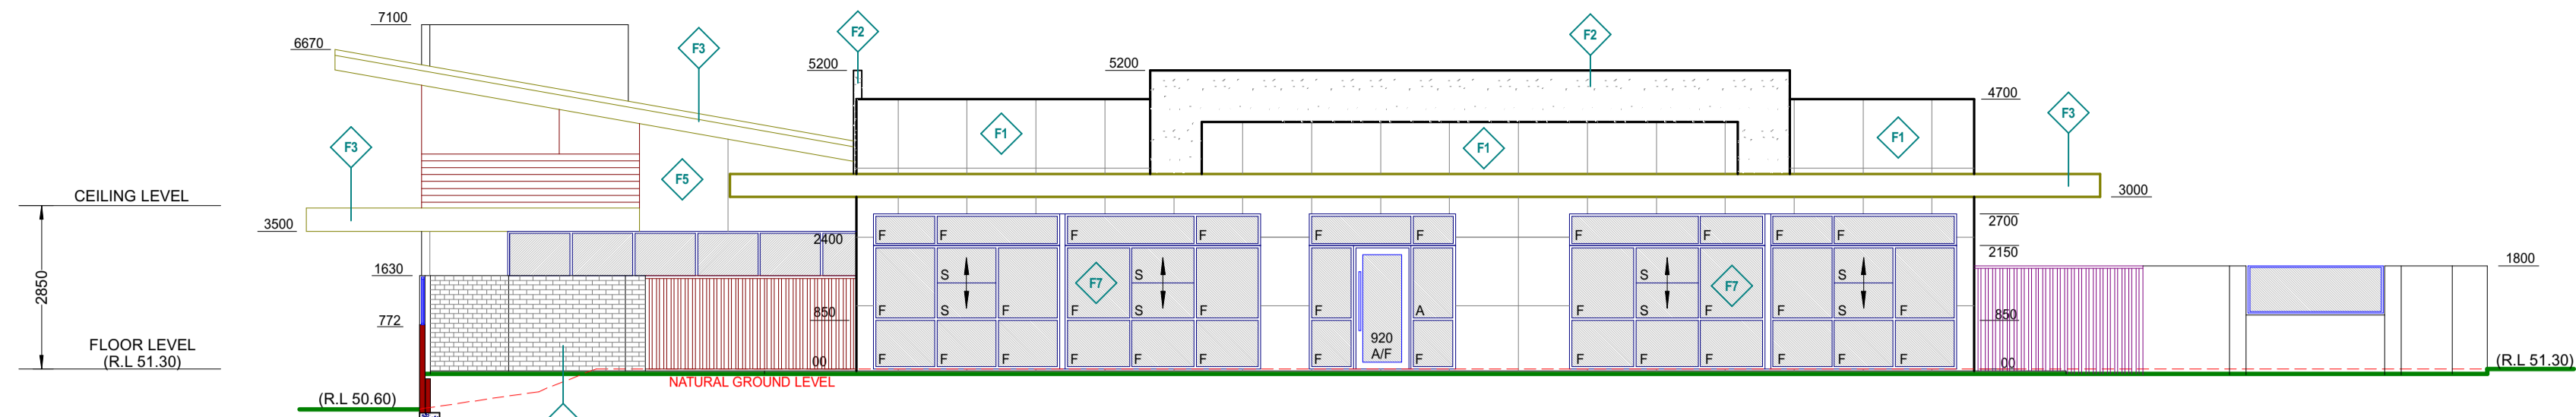 7100
6670
F3
F2
5200
5200
F2
4700
F3
F3
F1
F1
F1
F5
CEILING LEVEL
3000
3500
2700
2400
F F F F F F F F F F
2150
1630
1800
S S S S
2850
F7 F7
772
F S F F S F F A F S F F S F
850
850
FLOOR LEVEL
(R.L 51.30)
920
A/F
00
F F F F F F F F F F F F F F
00
(R.L 51.30)
NATURAL GROUND LEVEL
(R.L 50.60)